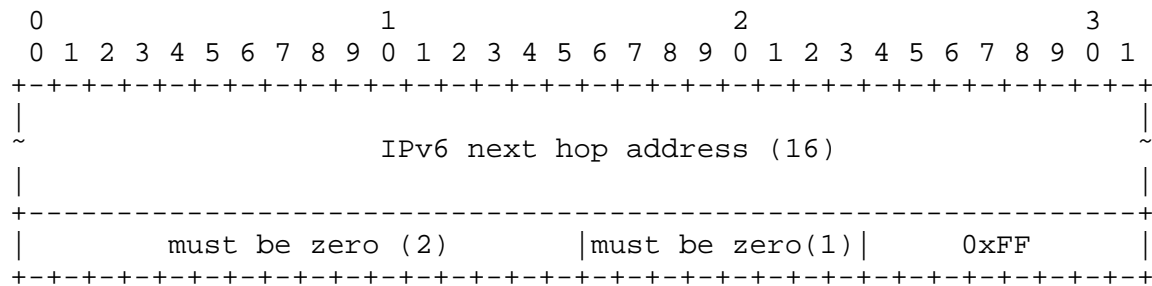 0                   1                   2                   3
 0 1 2 3 4 5 6 7 8 9 0 1 2 3 4 5 6 7 8 9 0 1 2 3 4 5 6 7 8 9 0 1
+-+-+-+-+-+-+-+-+-+-+-+-+-+-+-+-+-+-+-+-+-+-+-+-+-+-+-+-+-+-+-+-+
|                                                               |
~                    IPv6 next hop address (16)                 ~
|                                                               |
+---------------------------------------------------------------+
|        must be zero (2)       |must be zero(1)|     0xFF      |
+-+-+-+-+-+-+-+-+-+-+-+-+-+-+-+-+-+-+-+-+-+-+-+-+-+-+-+-+-+-+-+-+